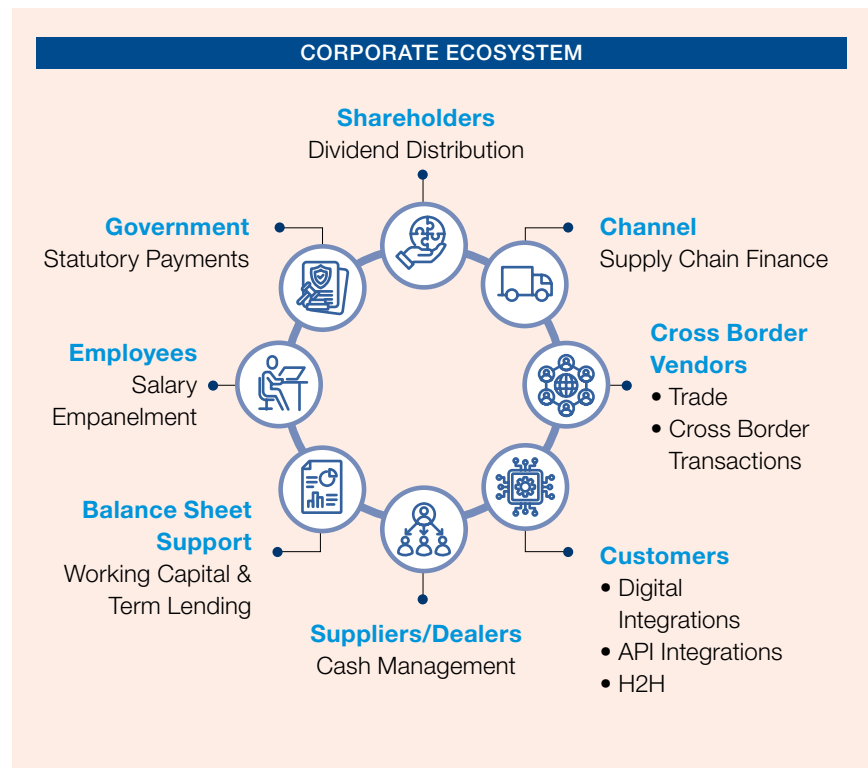 CORPORATE ECOSYSTEM
Shareholders
Dividend Distribution
Government
Statutory Payments
Channel
Supply Chain Finance
Employees
Salary
Empanelment
Cross Border
Vendors
• Trade
• Cross Border
Transactions
Balance Sheet
Support
Working Capital &
Term Lending
Suppliers/Dealers
Cash Management
Customers
• Digital
Integrations
• API Integrations
• H2H